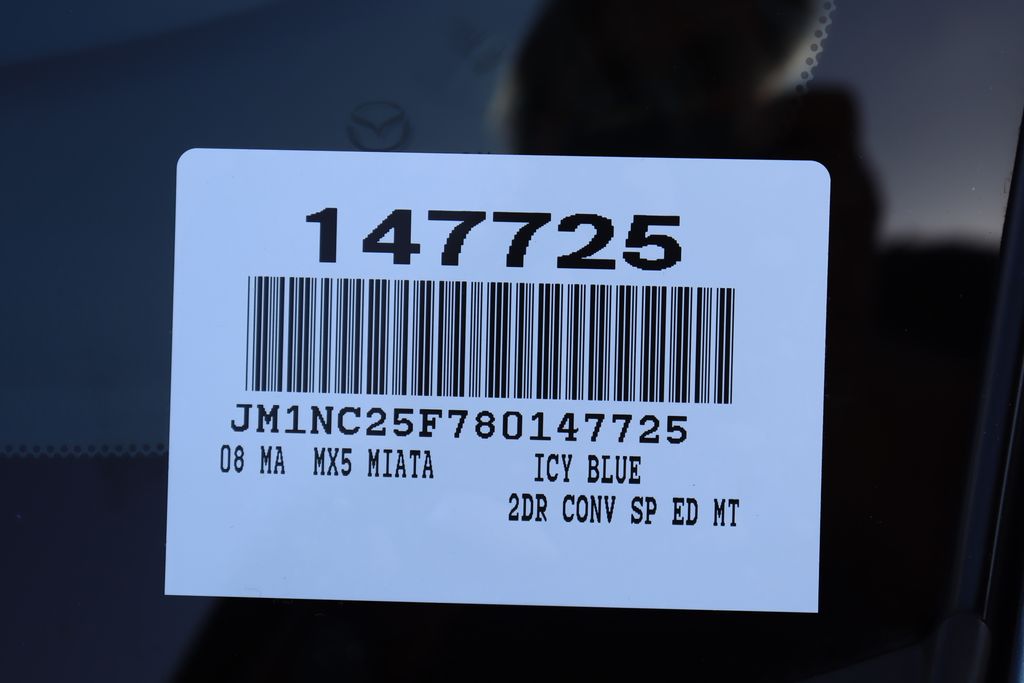 147725
JM1NC25F780147725
08 MA MX5 MIATA ICY BLUE
2DR CONV SP ED MT